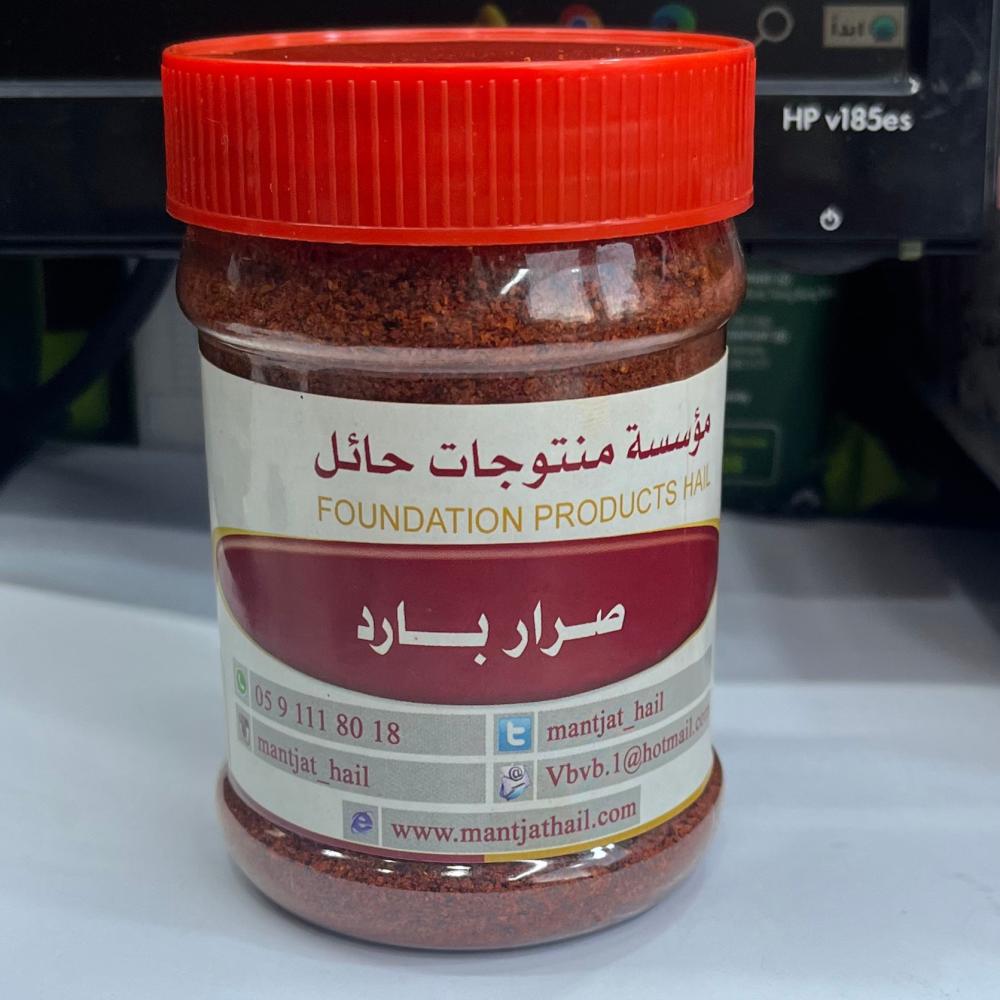 ابدأ
HP v185es
مؤسسة منتوجات حائل
FOUNDATION PRODUCTS HAIL
صرار بارد
05 9 111 80 18
mantjat_hail
mantjat_hail
Vbvb.1@hotmail.com
www.mantjathail.com